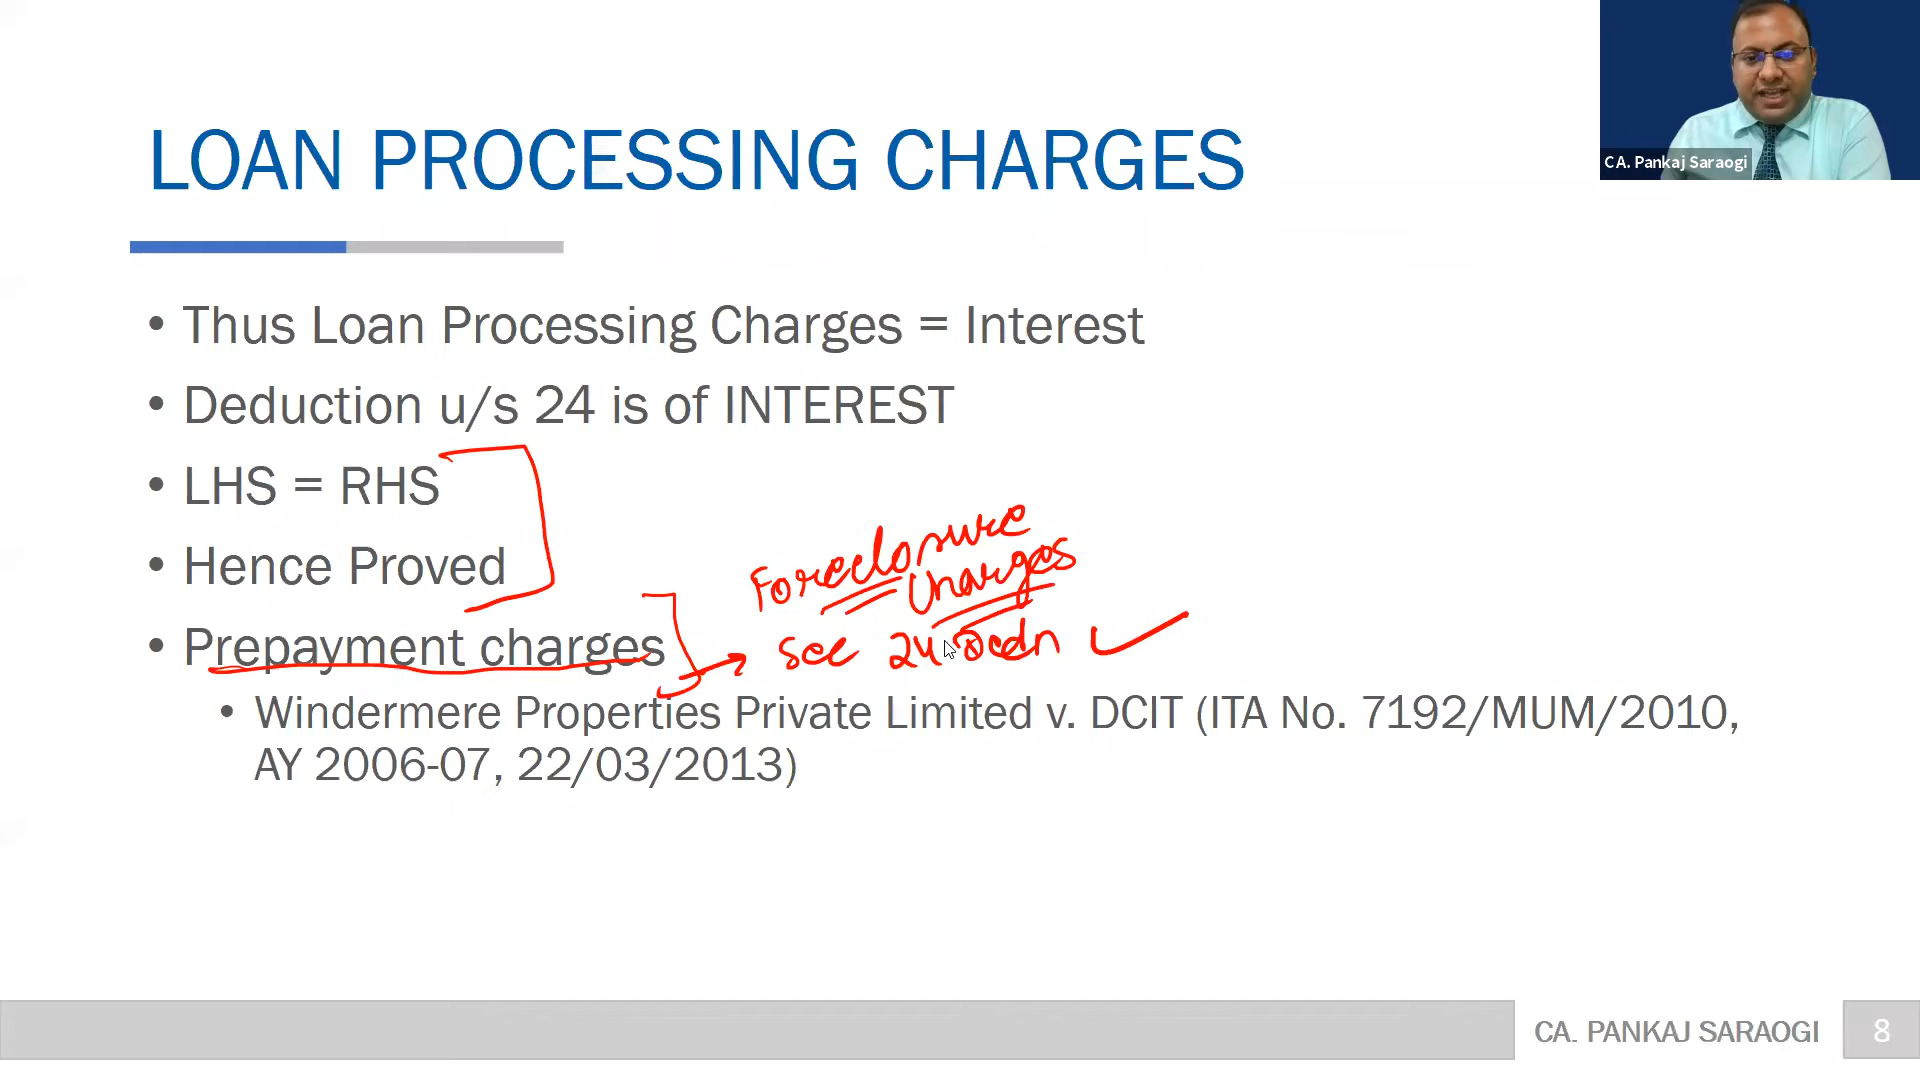 CA. Pankaj Saraogi
LOAN PROCESSING CHARGES
• Thus Loan Processing Charges = Interest
• Deduction u/s 24 is of INTEREST
• LHS = RHS
• Hence Proved
Foreclosure
Charges
• Prepayment charges
See 24 Dedn
• Windermere Properties Private Limited v. DCIT (ITA No. 7192/MUM/2010,
AY 2006-07, 22/03/2013)
CA. PANKAJ SARAOGI
8